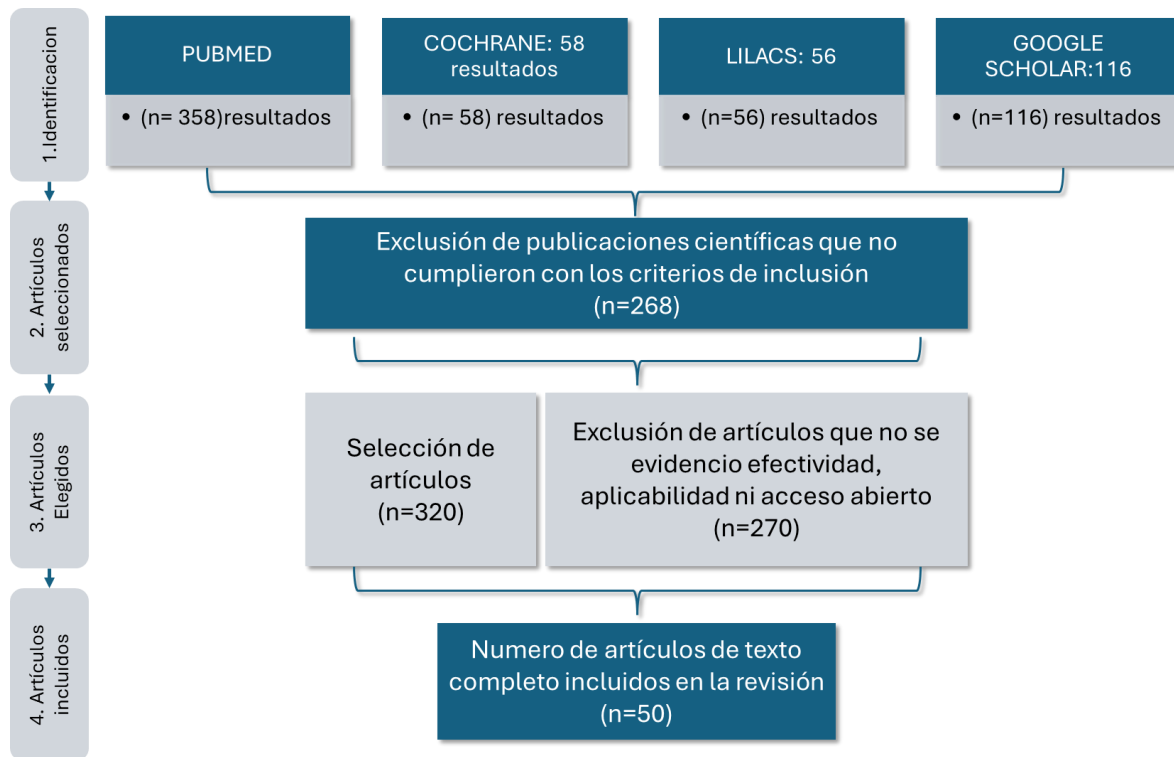 1.Identificacion
PUBMED
• (n= 358)resultados
COCHRANE: 58
resultados
• (n= 58) resultados
LILACS: 56
• (n=56) resultados
GOOGLE
SCHOLAR:116
• (n=116) resultados
2. Artículos
seleccionados
Exclusión de publicaciones científicas que no
cumplieron con los criterios de inclusión
(n=268)
3. Artículos
Elegidos
Selección de
artículos
(n=320)
Exclusión de artículos que no se
evidencio efectividad,
aplicabilidad ni acceso abierto
(n=270)
4. Artículos
incluidos
Numero de artículos de texto
completo incluidos en la revisión
(n=50)